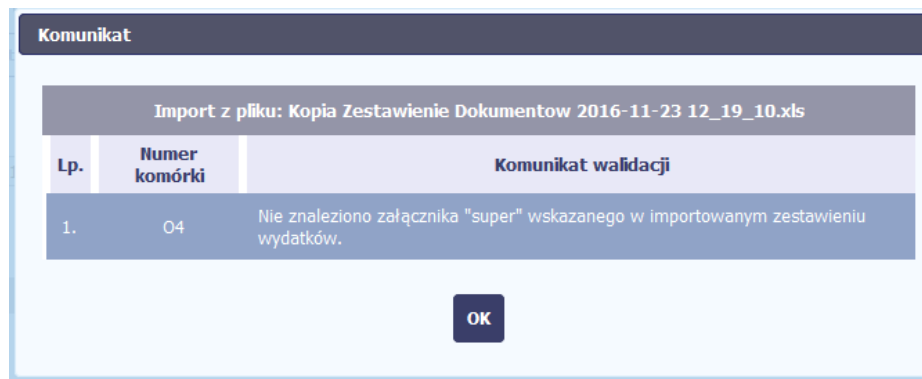 Komunikat
Import z pliku: Kopia Zestawienie Dokumentow 2016-11-23 12_19_10.xls
Lp.
Numer
komórki
Komunikat walidacji
1.
O4
Nie znaleziono załącznika "super" wskazanego w importowanym zestawieniu
wydatków.
OK